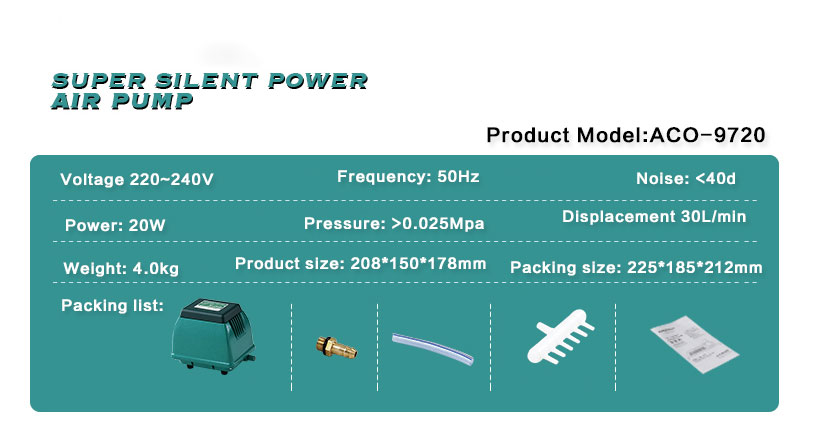 SUPER SILENT POWER
AIR PUMP
Product Model:ACO-9720
Voltage 220~240V
Frequency: 50Hz
Noise: <40d
Power: 20W
Pressure: >0.025Mpa
Displacement 30L/min
Weight: 4.0kg
Product size: 208*150*178mm
Packing size: 225*185*212mm
Packing list: